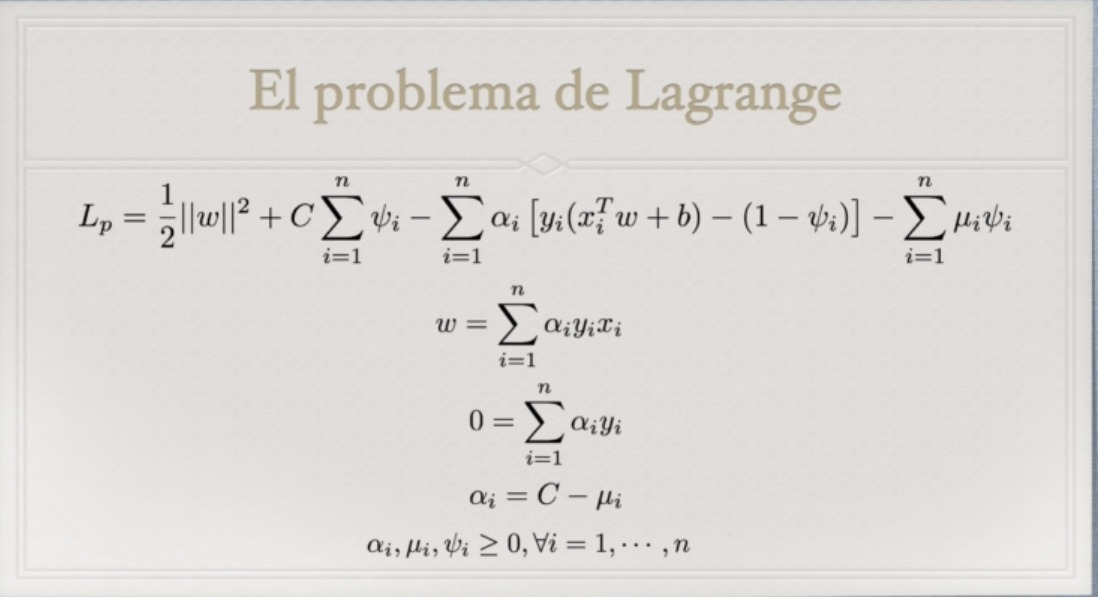 El problema de Lagrange
L_p = \frac{1}{2}||w||^2 + C \sum_{i=1}^{n} \psi_i - \sum_{i=1}^{n} \alpha_i \left[ y_i(x_i^T w + b) - (1 - \psi_i) \right] - \sum_{i=1}^{n} \mu_i \psi_i
w = \sum_{i=1}^{n} \alpha_i y_i x_i
0 = \sum_{i=1}^{n} \alpha_i y_i
\alpha_i = C - \mu_i
\alpha_i, \mu_i, \psi_i \geq 0, \forall i = 1, \cdots, n